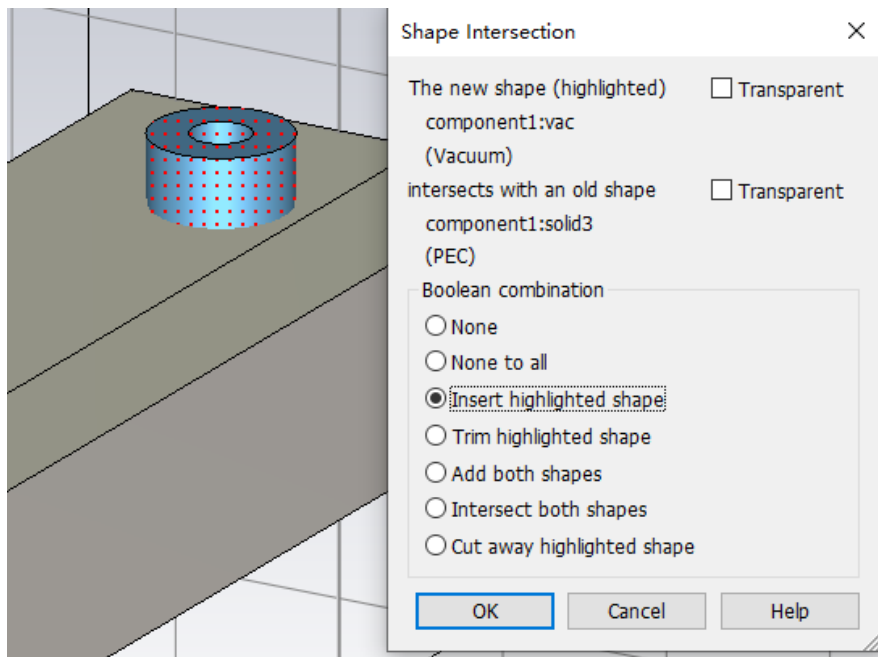 Shape Intersection
The new shape (highlighted)
Transparent
component1:vac
(Vacuum)
intersects with an old shape
Transparent
component1:solid3
(PEC)
Boolean combination
None
None to all
Insert highlighted shape
Trim highlighted shape
Add both shapes
Intersect both shapes
Cut away highlighted shape
OK
Cancel
Help